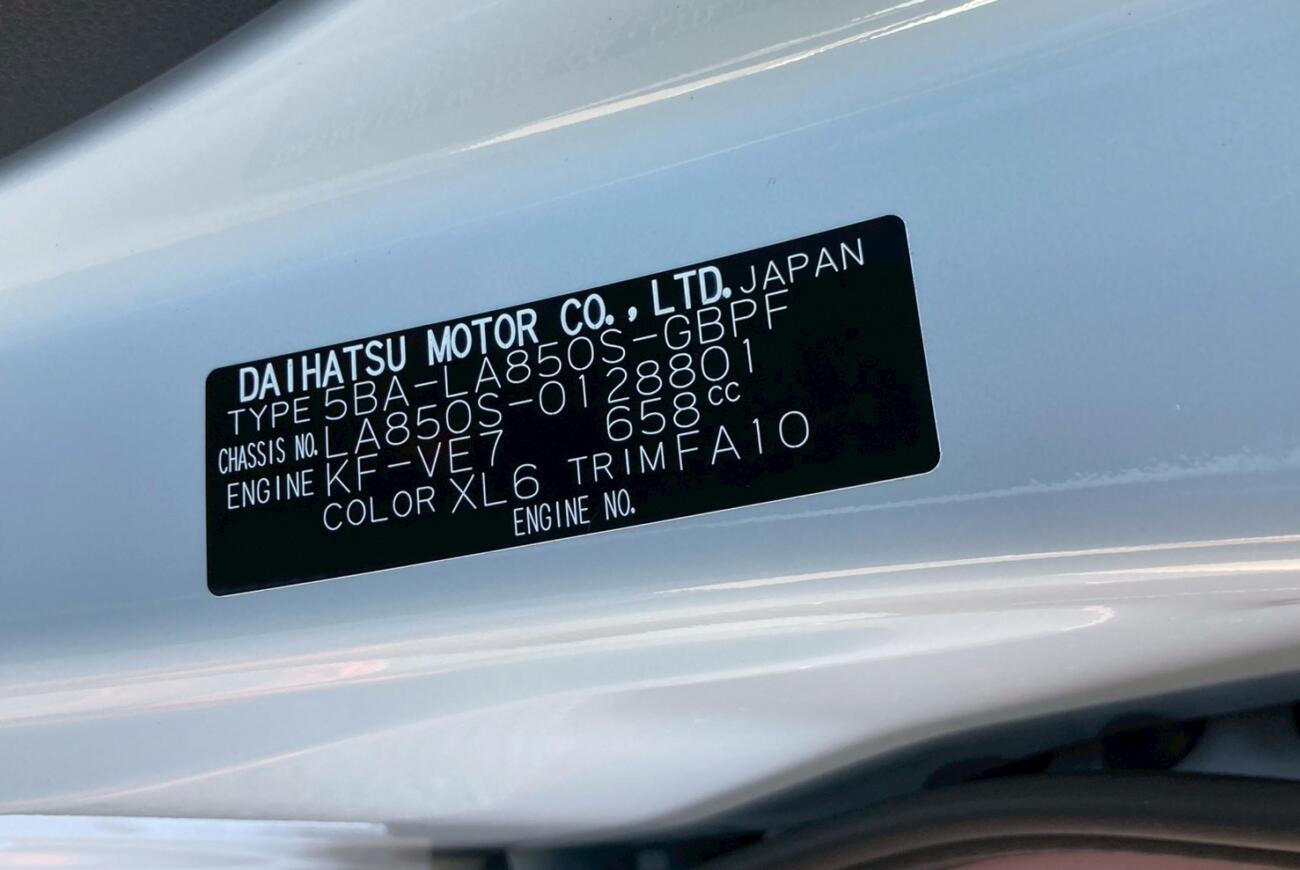 DAIHATSU MOTOR CO., LTD. JAPAN
TYPE 5BA-LA850S-GBPF
CHASSIS NO. LA850S-0128801
ENGINE KF-VE7 658cc
COLOR XL6 TRIM FA10
ENGINE NO.